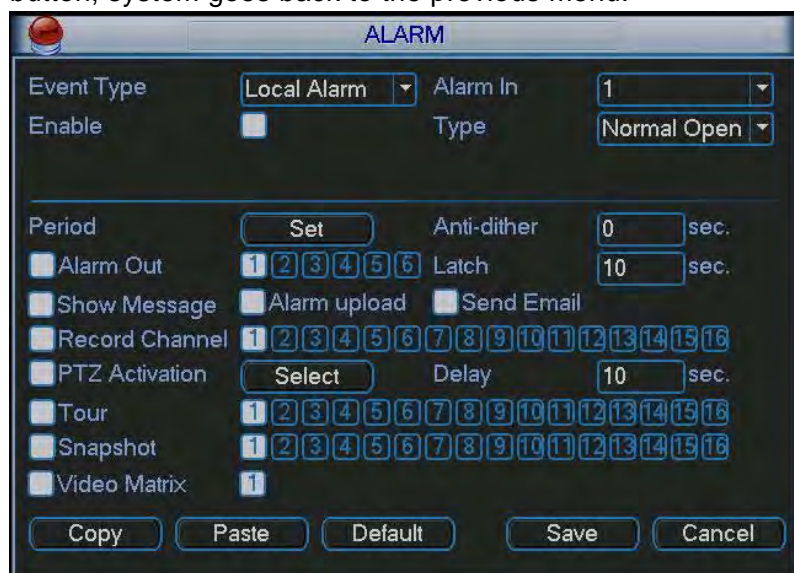 button, system goes back to the previous menu.
ALARM
Event Type Local Alarm Alarm In 1
Enable Type Normal Open
Period Set Anti-dither 0 sec.
Alarm Out 1 2 3 4 5 6 Latch 10 sec.
Show Message Alarm upload Send Email
Record Channel 1 2 3 4 5 6 7 8 9 10 11 12 13 14 15 16
PTZ Activation Select Delay 10 sec.
Tour 1 2 3 4 5 6 7 8 9 10 11 12 13 14 15 16
Snapshot 1 2 3 4 5 6 7 8 9 10 11 12 13 14 15 16
Video Matrix 1
Copy Paste Default Save Cancel